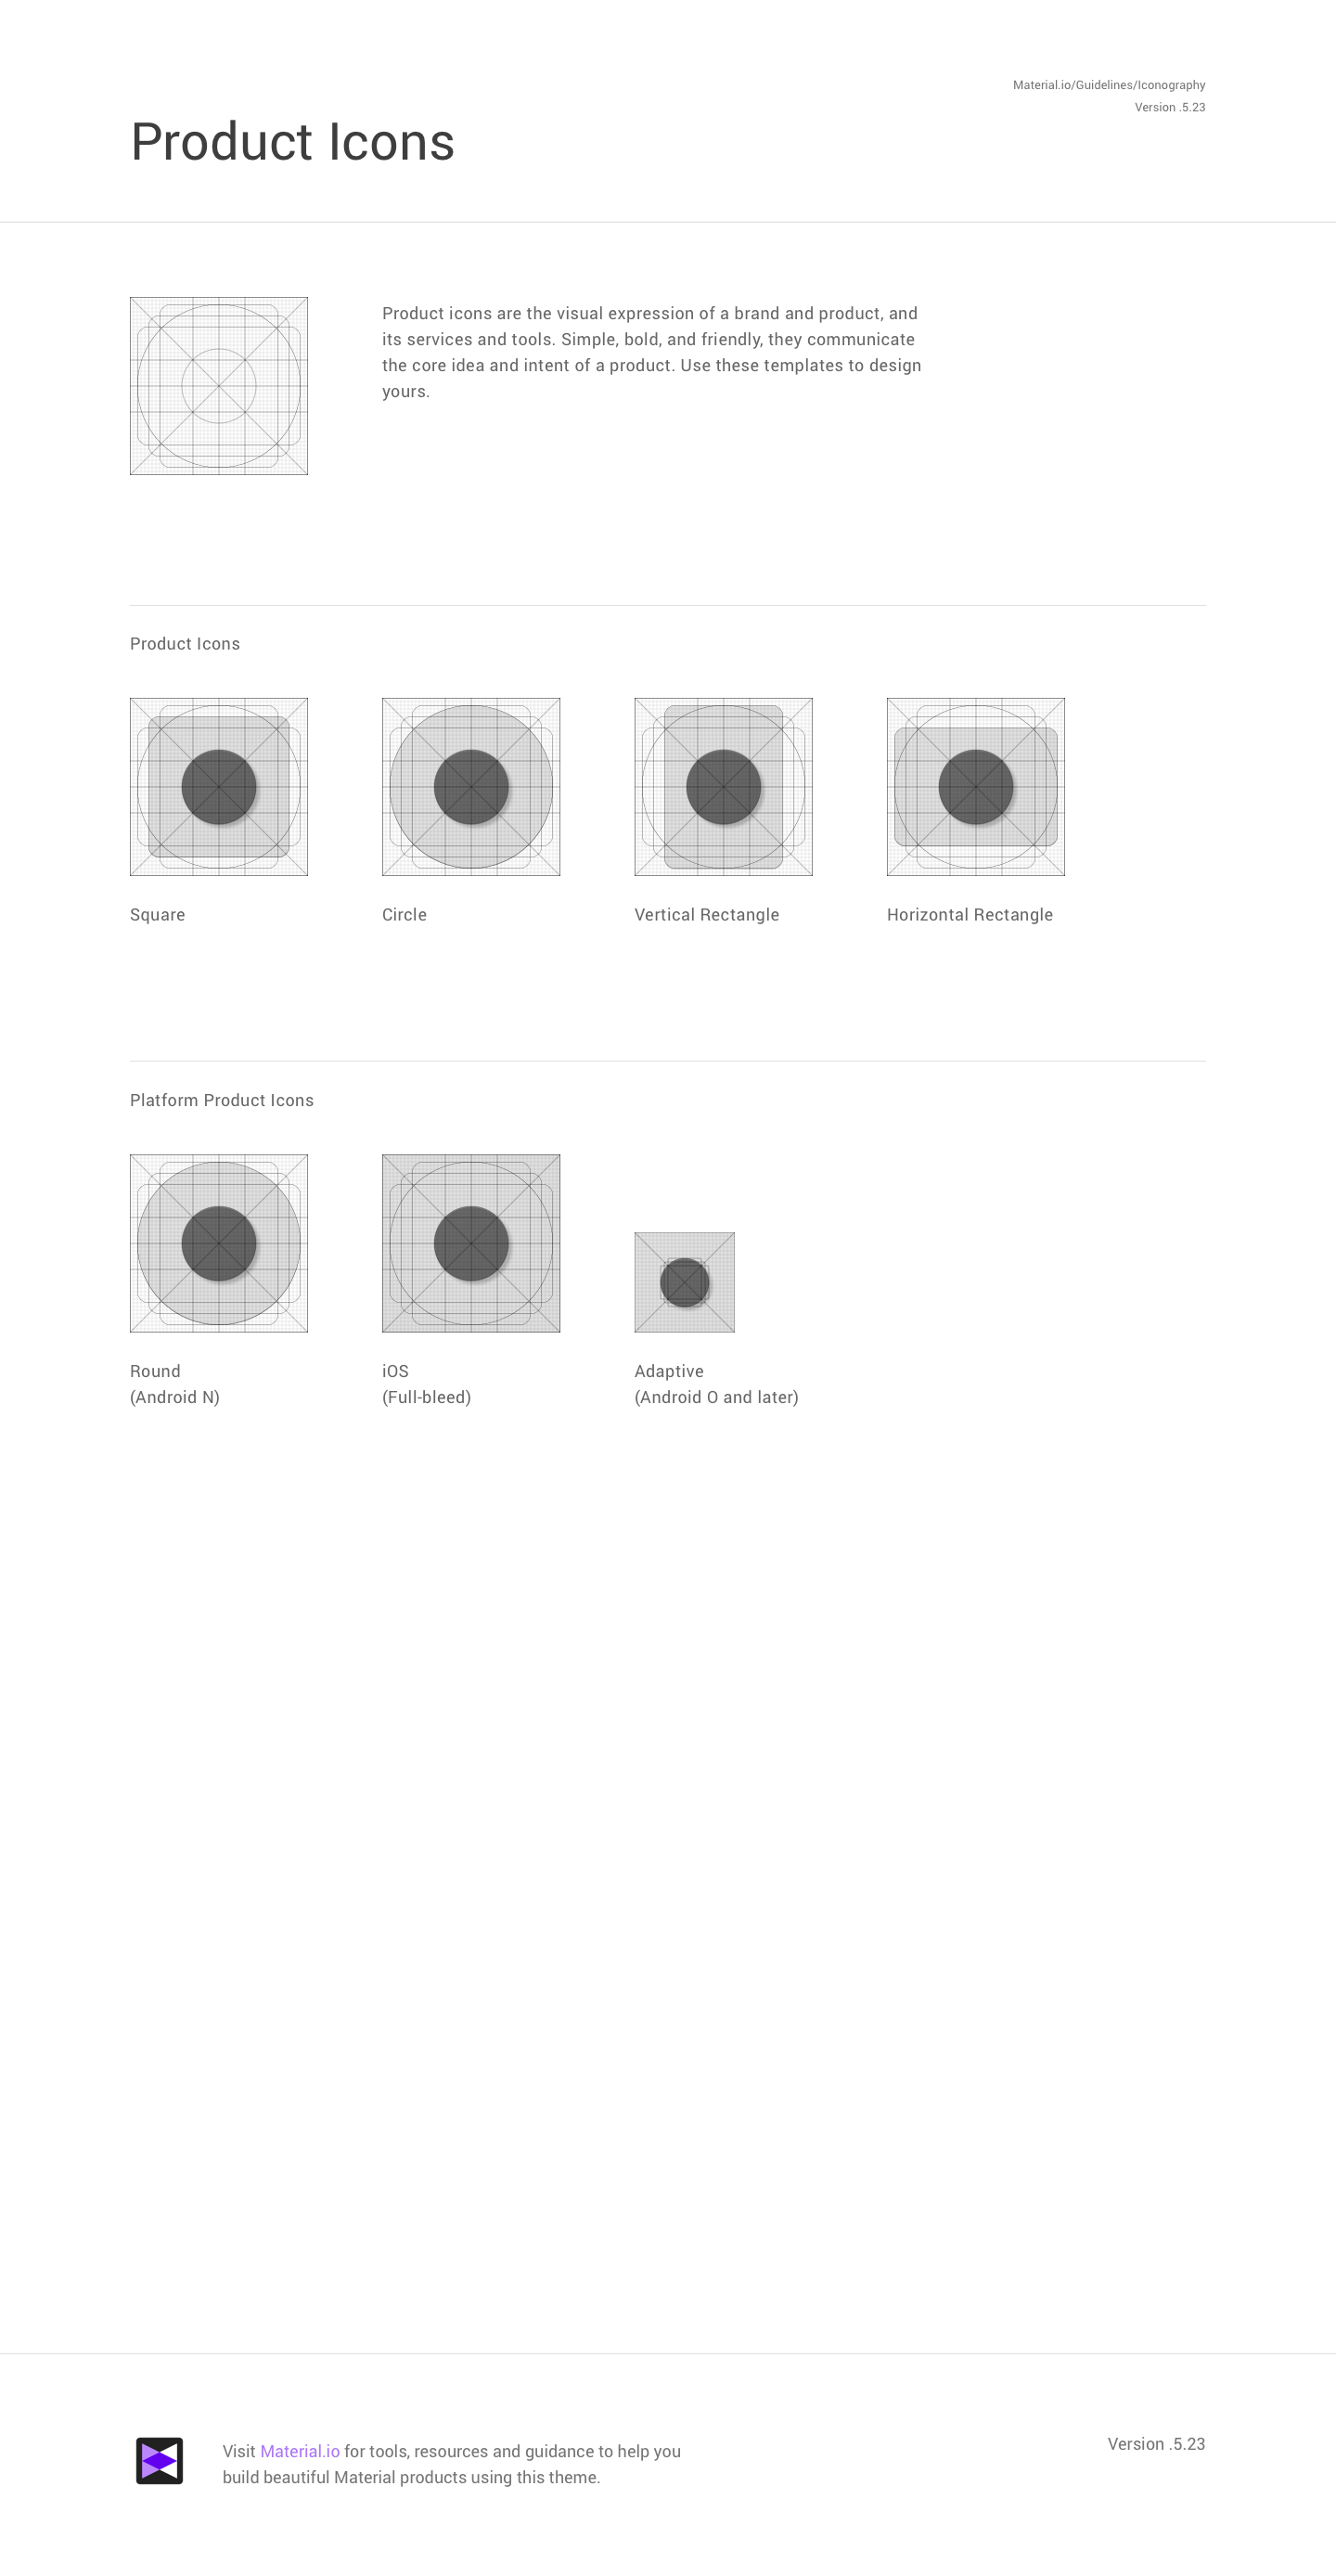 Material.io/Guidelines/Iconography
Version .5.23
Product Icons
Product icons are the visual expression of a brand and product, and
its services and tools. Simple, bold, and friendly, they communicate
the core idea and intent of a product. Use these templates to design
yours.
Product Icons
Square
Circle
Vertical Rectangle
Horizontal Rectangle
Platform Product Icons
Round
(Android N)
iOS
(Full-bleed)
Adaptive
(Android O and later)
Visit Material.io for tools, resources and guidance to help you
build beautiful Material products using this theme.
Version .5.23